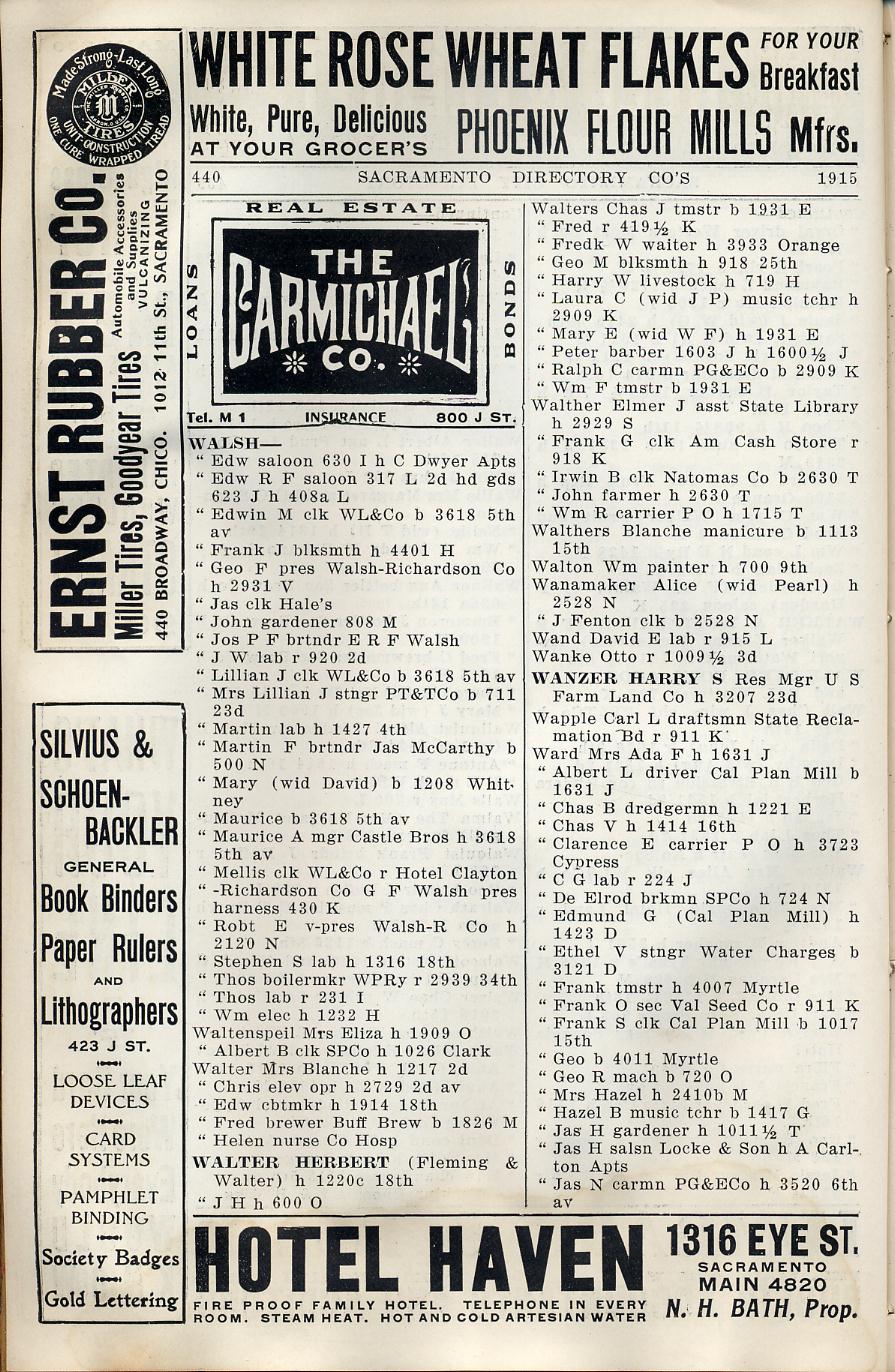 WHITE ROSE WHEAT FLAKES FOR YOUR Breakfast
White, Pure, Delicious
AT YOUR GROCER'S
PHOENIX FLOUR MILLS Mfrs.
440 SACRAMENTO DIRECTORY CO'S 1915
Made Strong-Last Long
MILLER
TIRES
UNIT CONSTRUCTION
ONE CURE WRAPPED TREAD
ERNST RUBBER CO.
Automobile Accessories
and Supplies
VULCANIZING
Miller Tires, Goodyear Tires
440 BROADWAY, CHICO. 1012 11th St., SACRAMENTO
SILVIUS &
SCHOEN-
BACKLER
GENERAL
Book Binders
Paper Rulers
AND
Lithographers
423 J ST.
LOOSE LEAF
DEVICES
CARD
SYSTEMS
PAMPHLET
BINDING
Society Badges
Gold Lettering
REAL ESTATE
LOANS
THE
CARMICHAEL
CO.
BONDS
Tel. M 1 INSURANCE 800 J ST.
WALSH—
“ Edw saloon 630 I h C Dwyer Apts
“ Edw R F saloon 317 L 2d hd gds
623 J h 408a L
“ Edwin M clk WL&Co b 3618 5th
av
“ Frank J blksmth h 4401 H
“ Geo F pres Walsh-Richardson Co
h 2931 V
“ Jas clk Hale's
“ John gardener 808 M
“ Jos P F brtndr E R F Walsh
“ J W lab r 920 2d
“ Lillian J clk WL&Co b 3618 5th av
“ Mrs Lillian J stngr PT&TCo b 711
23d
“ Martin lab h 1427 4th
“ Martin F brtndr Jas McCarthy b
500 N
“ Mary (wid David) b 1208 Whit-
ney
“ Maurice b 3618 5th av
“ Maurice A mgr Castle Bros h 3618
5th av
“ Mellis clk WL&Co r Hotel Clayton
“ -Richardson Co G F Walsh pres
harness 430 K
“ Robt E v-pres Walsh-R Co h
2120 N
“ Stephen S lab h 1316 18th
“ Thos boilermkr WPRy r 2939 34th
“ Thos lab r 231 I
“ Wm elec h 1232 H
Waltenspeil Mrs Eliza h 1909 O
“ Albert B clk SPCo h 1026 Clark
Walter Mrs Blanche h 1217 2d
“ Chris elev opr h 2729 2d av
“ Edw cbtmkr h 1914 18th
“ Fred brewer Buff Brew b 1826 M
“ Helen nurse Co Hosp
WALTER HERBERT (Fleming &
Walter) h 1220c 18th
“ J H h 600 O
Walters Chas J tmstr b 1931 E
“ Fred r 419½ K
“ Fredk W waiter h 3933 Orange
“ Geo M blksmth h 918 25th
“ Harry W livestock h 719 H
“ Laura C (wid J P) music tchr h
2909 K
“ Mary E (wid W F) h 1931 E
“ Peter barber 1603 J h 1600½ J
“ Ralph C carmn PG&ECo b 2909 K
“ Wm F tmstr b 1931 E
Walther Elmer J asst State Library
h 2929 S
“ Frank G clk Am Cash Store r
918 K
“ Irwin B clk Natomas Co b 2630 T
“ John farmer h 2630 T
“ Wm R carrier P O h 1715 T
Walthers Blanche manicure b 1113
15th
Walton Wm painter h 700 9th
Wanamaker Alice (wid Pearl) h
2528 N
“ J Fenton clk b 2528 N
Wand David E lab r 915 L
Wanke Otto r 1009½ 3d
WANZER HARRY S Res Mgr U S
Farm Land Co h 3207 23d
Wapple Carl L draftsmn State Recla-
mation Bd r 911 K
Ward Mrs Ada F h 1631 J
“ Albert L driver Cal Plan Mill b
1631 J
“ Chas B dredgermn h 1221 E
“ Chas V h 1414 16th
“ Clarence E carrier P O h 3723
Cypress
“ C G lab r 224 J
“ De Elrod brkmn SPCo h 724 N
“ Edmund G (Cal Plan Mill) h
1423 D
“ Ethel V stngr Water Charges b
3121 D
“ Frank tmstr h 4007 Myrtle
“ Frank O sec Val Seed Co r 911 K
“ Frank S clk Cal Plan Mill b 1017
15th
“ Geo b 4011 Myrtle
“ Geo R mach b 720 O
“ Mrs Hazel h 2410b M
“ Hazel B music tchr b 1417 G
“ Jas H gardener h 1011½ T
“ Jas H salsn Locke & Son h A Carl-
ton Apts
“ Jas N carmn PG&ECo h 3520 6th
av
HOTEL HAVEN
FIRE PROOF FAMILY HOTEL. TELEPHONE IN EVERY
ROOM. STEAM HEAT. HOT AND COLD ARTESIAN WATER
1316 EYE ST.
SACRAMENTO
MAIN 4820
N. H. BATH, Prop.